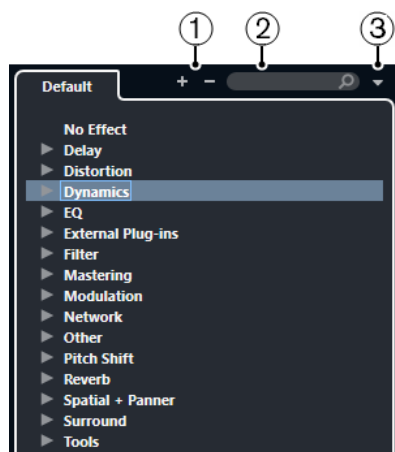 1 2 3
Default + −
No Effect
Delay
Distortion
Dynamics
EQ
External Plug-ins
Filter
Mastering
Modulation
Network
Other
Pitch Shift
Reverb
Spatial + Panner
Surround
Tools